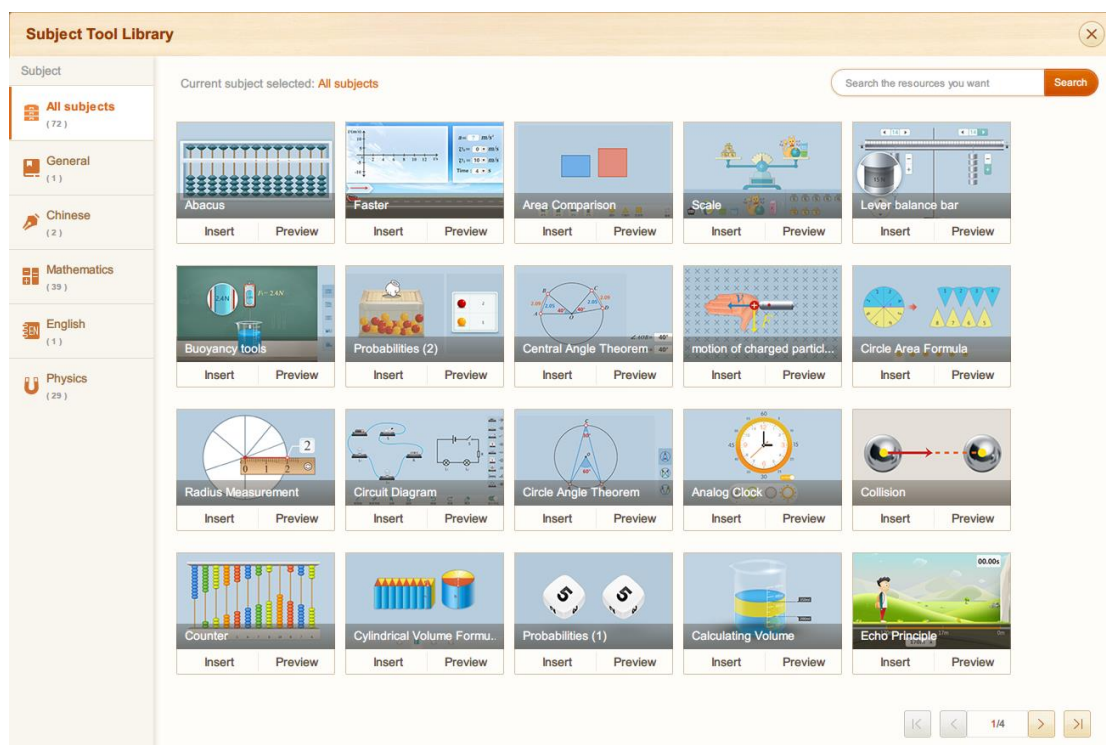 Subject Tool Library
Subject
Current subject selected: All subjects
Search the resources you want
Search
All subjects
(72)
General
(1)
Chinese
(2)
Mathematics
(39)
English
(1)
Physics
(29)
Abacus
Faster
Area Comparison
Scale
Lever balance bar
Insert Preview
Insert Preview
Insert Preview
Insert Preview
Insert Preview
Buoyancy tools
Probabilities (2)
Central Angle Theorem
motion of charged particl...
Circle Area Formula
Insert Preview
Insert Preview
Insert Preview
Insert Preview
Insert Preview
Radius Measurement
Circuit Diagram
Circle Angle Theorem
Analog Clock
Collision
Insert Preview
Insert Preview
Insert Preview
Insert Preview
Insert Preview
Counter
Cylindrical Volume Formu..
Probabilities (1)
Calculating Volume
00.00s
Echo Principle
Insert Preview
Insert Preview
Insert Preview
Insert Preview
Insert Preview
1/4